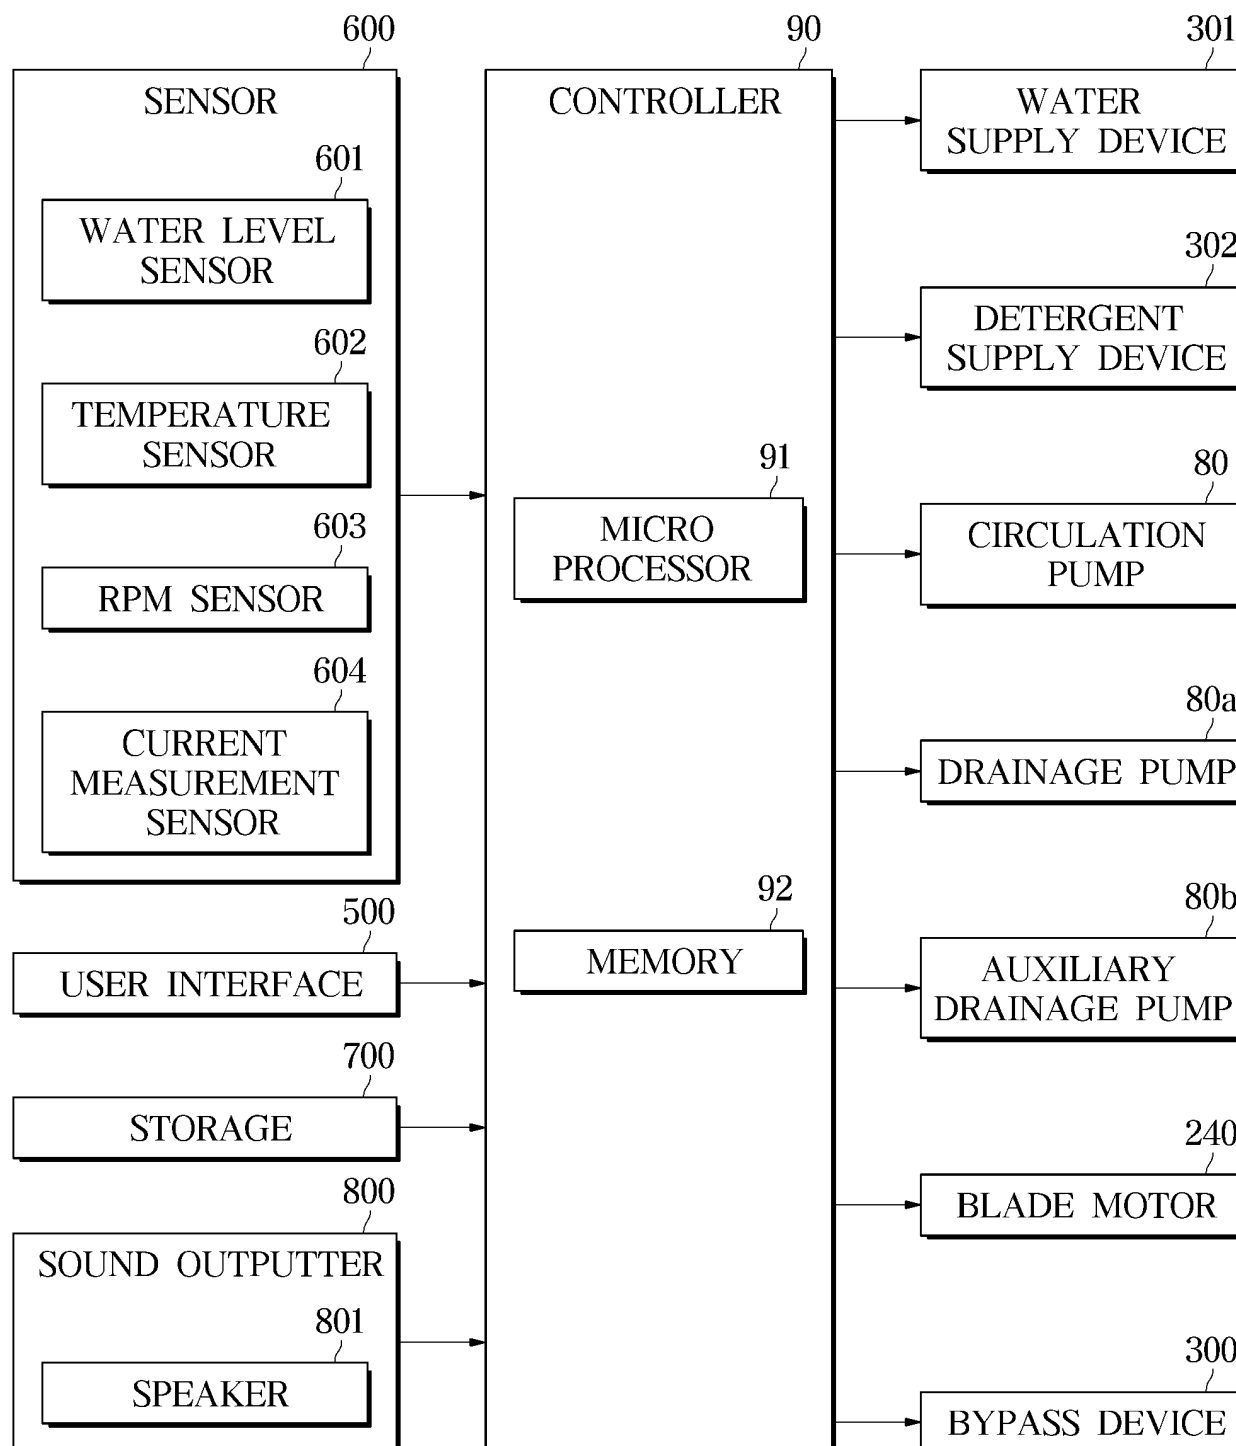 600
SENSOR
601
WATER LEVEL
SENSOR
602
TEMPERATURE
SENSOR
603
RPM SENSOR
604
CURRENT
MEASUREMENT
SENSOR
500
USER INTERFACE
700
STORAGE
800
SOUND OUTPUTTER
801
SPEAKER
90
CONTROLLER
91
MICRO
PROCESSOR
92
MEMORY
301
WATER
SUPPLY DEVICE
302
DETERGENT
SUPPLY DEVICE
80
CIRCULATION
PUMP
80a
DRAINAGE PUMP
80b
AUXILIARY
DRAINAGE PUMP
240
BLADE MOTOR
300
BYPASS DEVICE